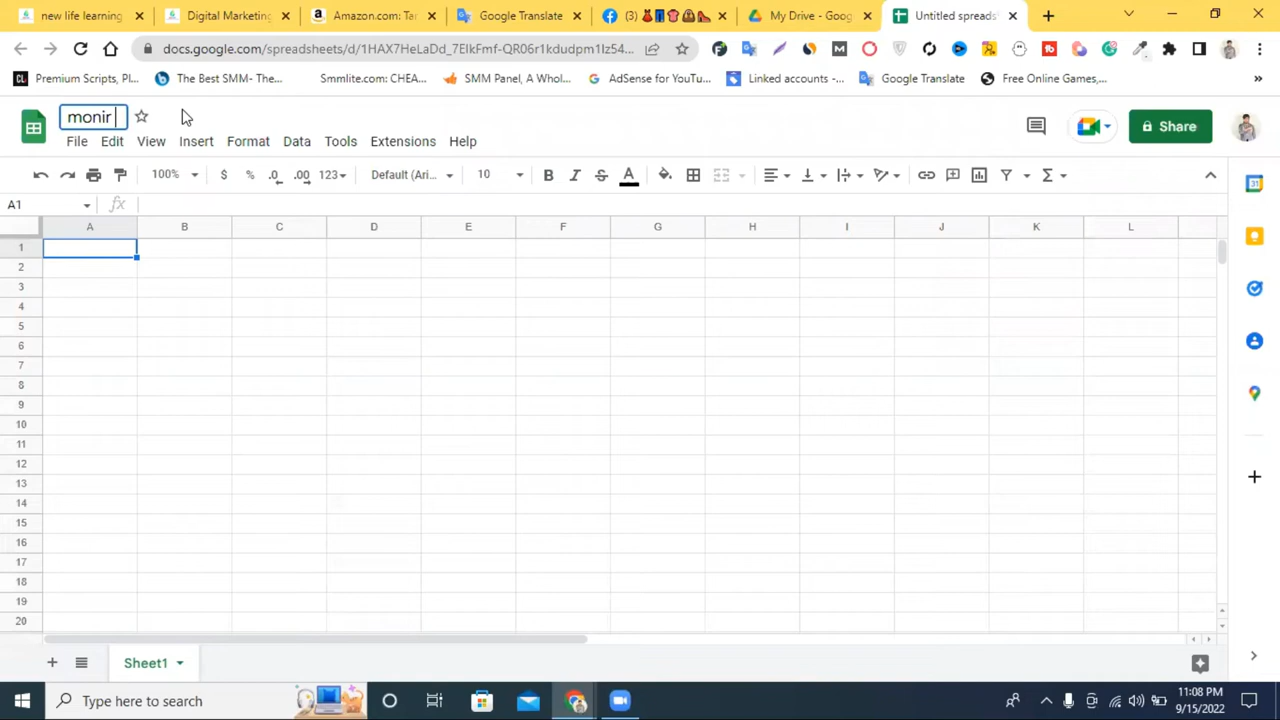 new life learning
Digital Marketing
Amazon.com: Tar
Google Translate
(3)
My Drive - Goog
Untitled spreads
docs.google.com/spreadsheets/d/1HAX7HeLaDd_7EIkFmf-QR06r1kdudpm1Iz54...
Premium Scripts, Pl...
The Best SMM- The...
Smmlite.com: CHEA...
SMM Panel, A Whol...
AdSense for YouTu...
Linked accounts -...
Google Translate
Free Online Games,...
»
monir
Share
File Edit View Insert Format Data Tools Extensions Help
100% $ % .0 .00 123 Default (Ari... 10 B I S A Σ
A1 fx
A B C D E F G H I J K L
1
2
3
4
5
6
7
8
9
10
11
12
13
14
15
16
17
18
19
20
+ Sheet1
Type here to search
11:08 PM
9/15/2022